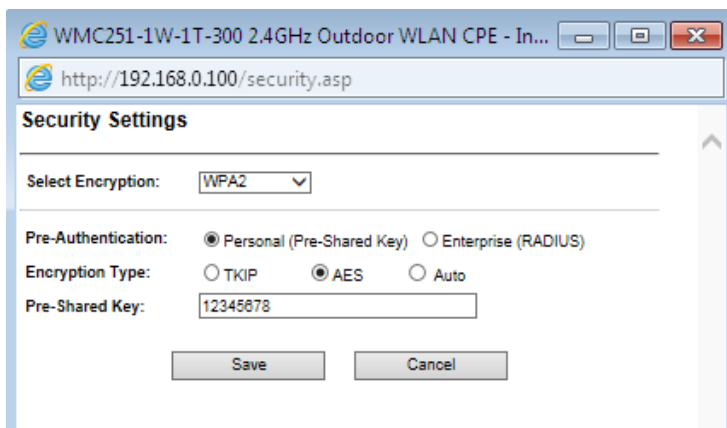 WMC251-1W-1T-300 2.4GHz Outdoor WLAN CPE - In...
http://192.168.0.100/security.asp
Security Settings
Select Encryption: WPA2
Pre-Authentication: Personal (Pre-Shared Key) Enterprise (RADIUS)
Encryption Type: TKIP AES Auto
Pre-Shared Key: 12345678
Save Cancel